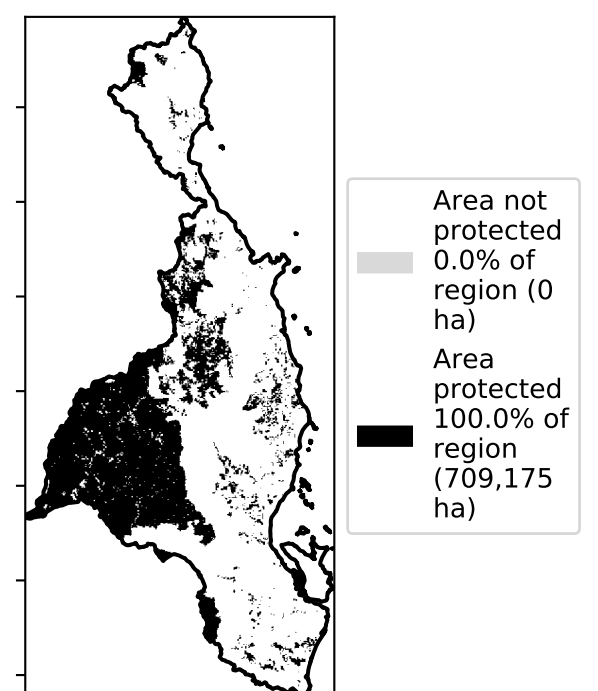 Area not
protected
0.0% of
region (0
ha)
Area
protected
100.0% of
region
(709,175
ha)